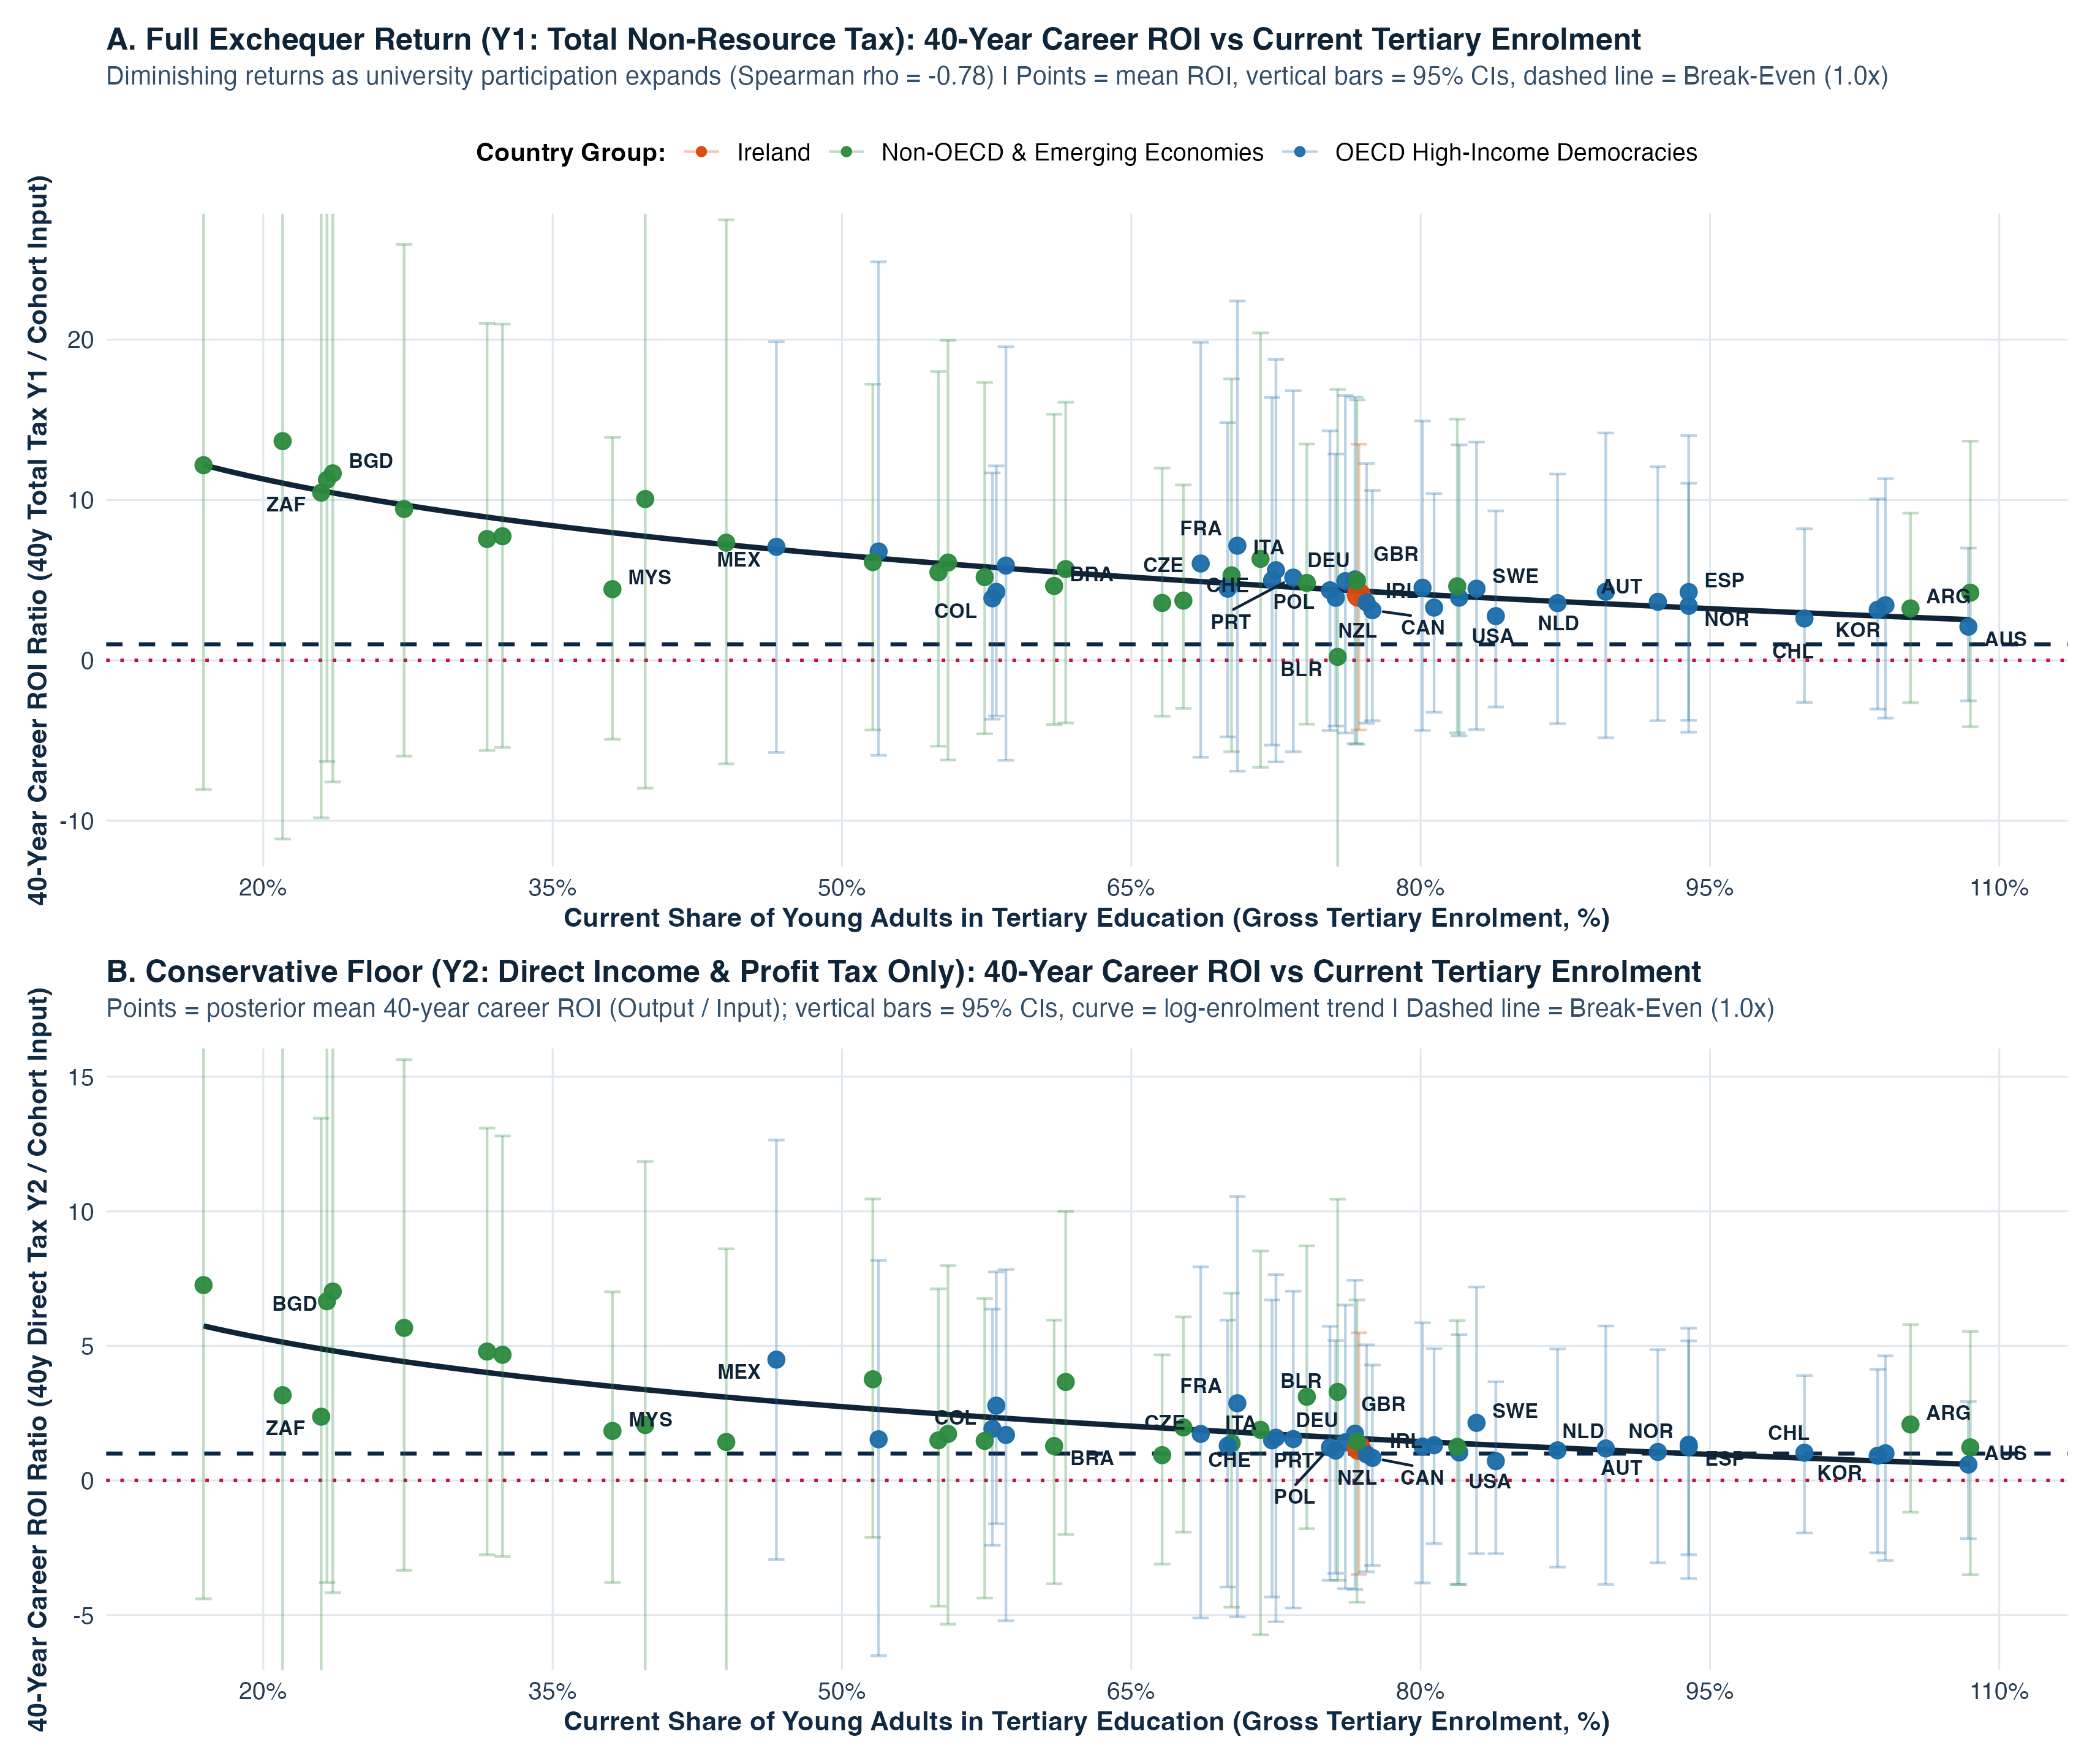 A. Full Exchequer Return (Y1: Total Non-Resource Tax): 40-Year Career ROI vs Current Tertiary Enrolment
Diminishing returns as university participation expands (Spearman rho = -0.78) | Points = mean ROI, vertical bars = 95% CIs, dashed line = Break-Even (1.0x)
Country Group: Ireland Non-OECD & Emerging Economies OECD High-Income Democracies
40-Year Career ROI Ratio (40y Total Tax Y1 / Cohort Input)
20
10
0
-10
BGD
ZAF
MYS
MEX
COL
BRA
CZE
FRA
ITA
CHE
PRT
POL
DEU
GBR
IRL
NZL
CAN
BLR
SWE
USA
AUT
NLD
ESP
NOR
CHL
KOR
ARG
AUS
20% 35% 50% 65% 80% 95% 110%
Current Share of Young Adults in Tertiary Education (Gross Tertiary Enrolment, %)
B. Conservative Floor (Y2: Direct Income & Profit Tax Only): 40-Year Career ROI vs Current Tertiary Enrolment
Points = posterior mean 40-year career ROI (Output / Input); vertical bars = 95% CIs, curve = log-enrolment trend | Dashed line = Break-Even (1.0x)
40-Year Career ROI Ratio (40y Direct Tax Y2 / Cohort Input)
15
10
5
0
-5
BGD
ZAF
MYS
MEX
COL
BRA
CZE
FRA
ITA
CHE
PRT
POL
BLR
DEU
GBR
IRL
NZL
CAN
SWE
USA
NLD
AUT
NOR
ESP
CHL
KOR
ARG
AUS
20% 35% 50% 65% 80% 95% 110%
Current Share of Young Adults in Tertiary Education (Gross Tertiary Enrolment, %)